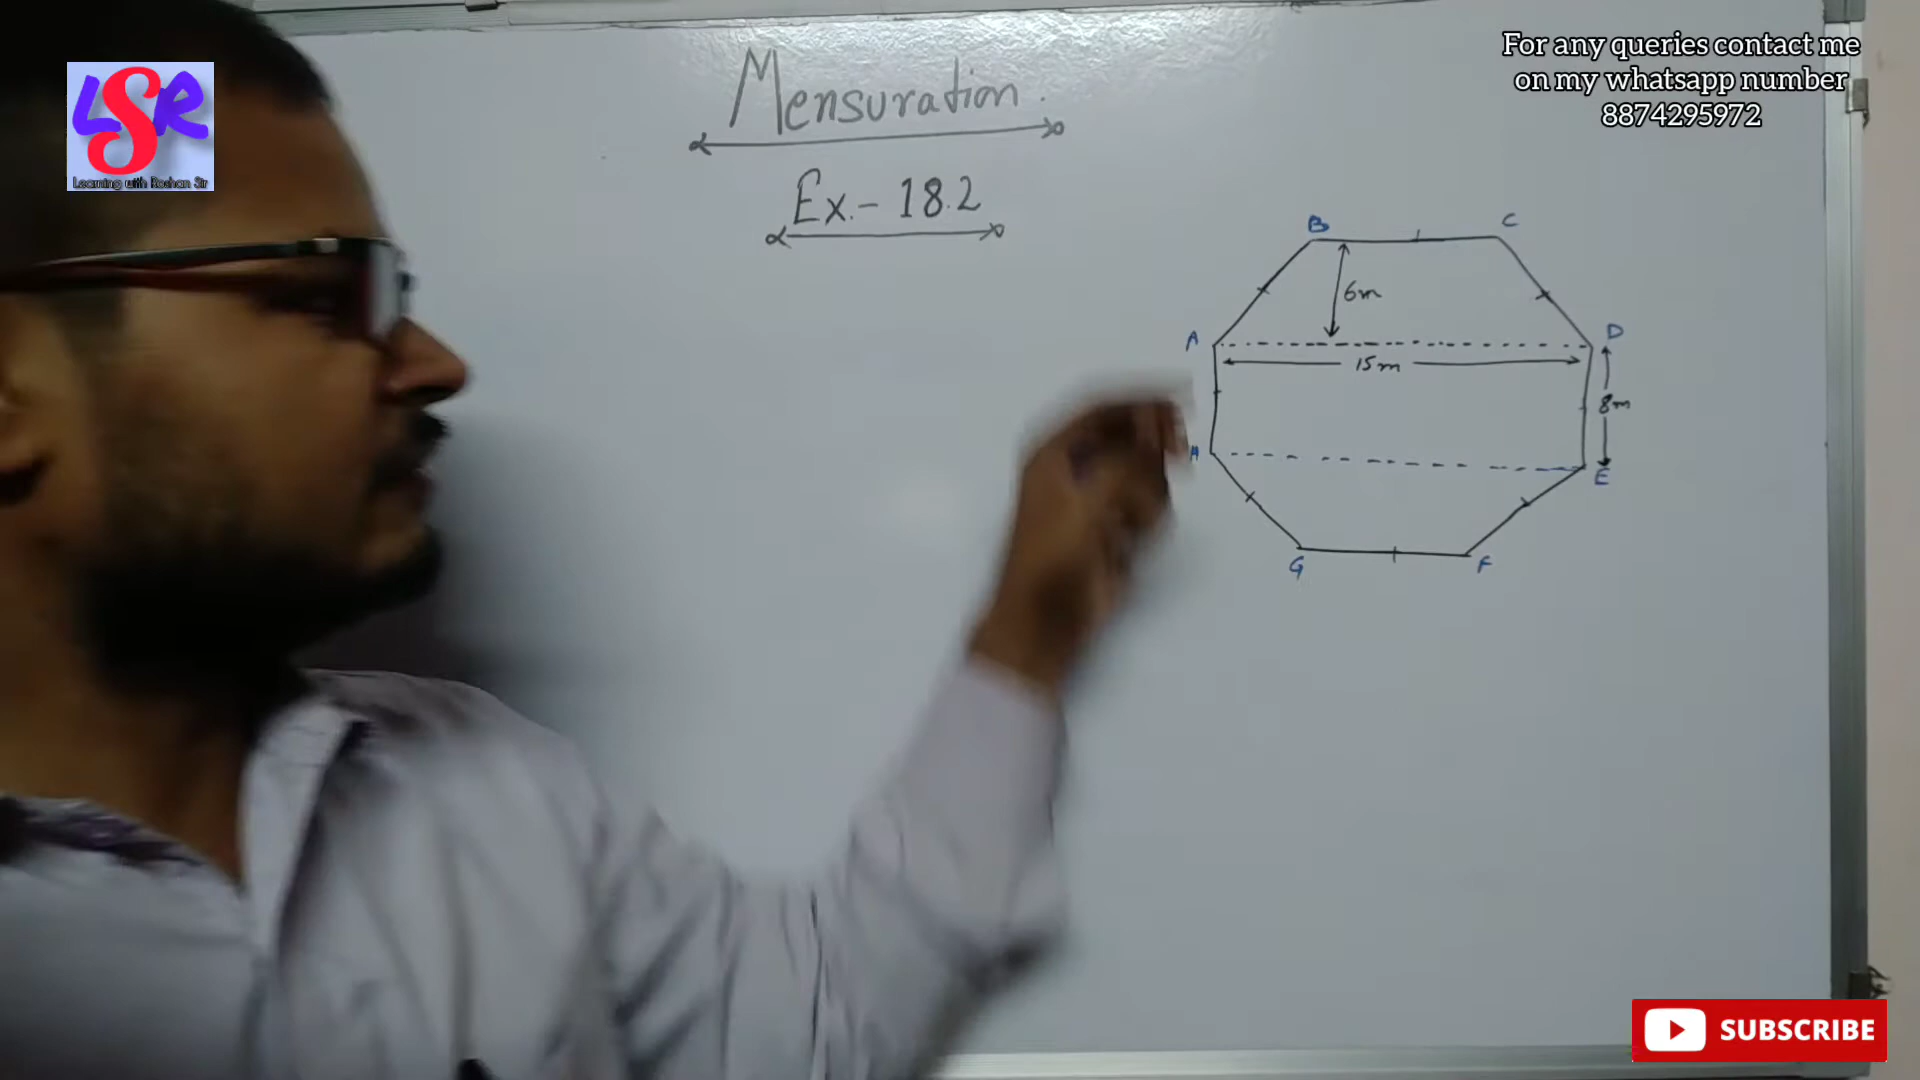 LSR
Learning with Roshan Sir
For any queries contact me
on my whatsapp number
8874295972
Mensuration.
Ex.- 18.2
B
C
6m
A
D
15m
8m
H
E
G
F
SUBSCRIBE